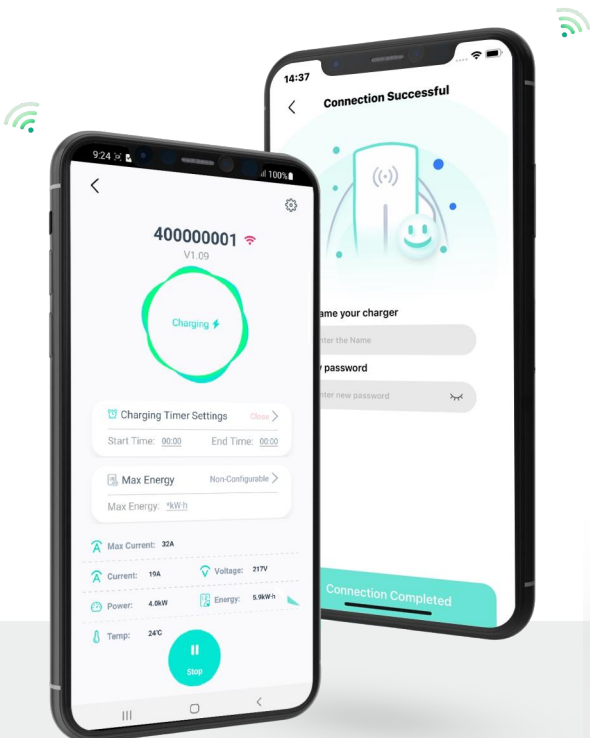 9:24
100%
400000001
V1.09
Charging
Charging Timer Settings Close >
Start Time: 00:00 End Time: 00:00
Max Energy Non-Configurable >
Max Energy: *kW·h
Max Current: 32A
Current: 19A Voltage: 217V
Power: 4.0kW Energy: 5.9kW·h
Temp: 24℃
Stop
14:37
Connection Successful
ame your charger
nter the Name
password
nter new password
Connection Completed